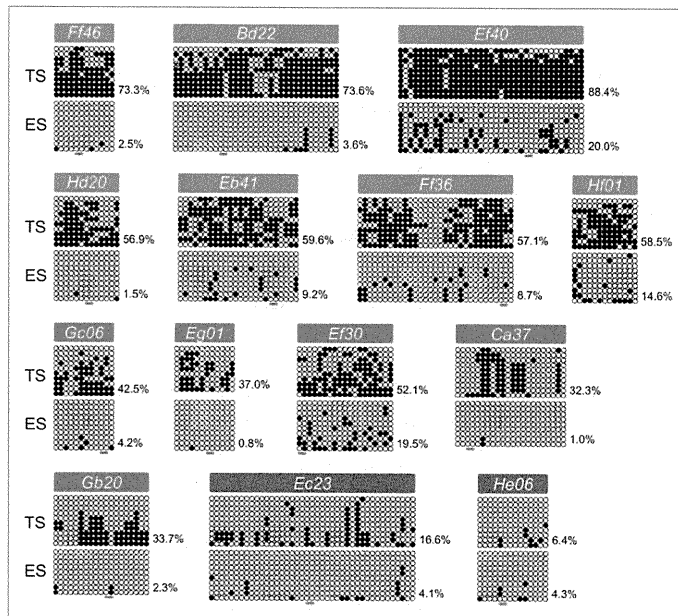 Ff46 Bd22 Ef40
TS 73.3% 73.6% 88.4%
ES 2.5% 3.6% 20.0%
Hd20 Eb41 Ff36 Hf01
TS 56.9% 59.6% 57.1% 58.5%
ES 1.5% 9.2% 8.7% 14.6%
Gc06 Eg01 Ef30 Ca37
TS 42.5% 37.0% 52.1% 32.3%
ES 4.2% 0.8% 19.5% 1.0%
Gb20 Ec23 He06
TS 33.7% 16.6% 6.4%
ES 2.3% 4.1% 4.3%